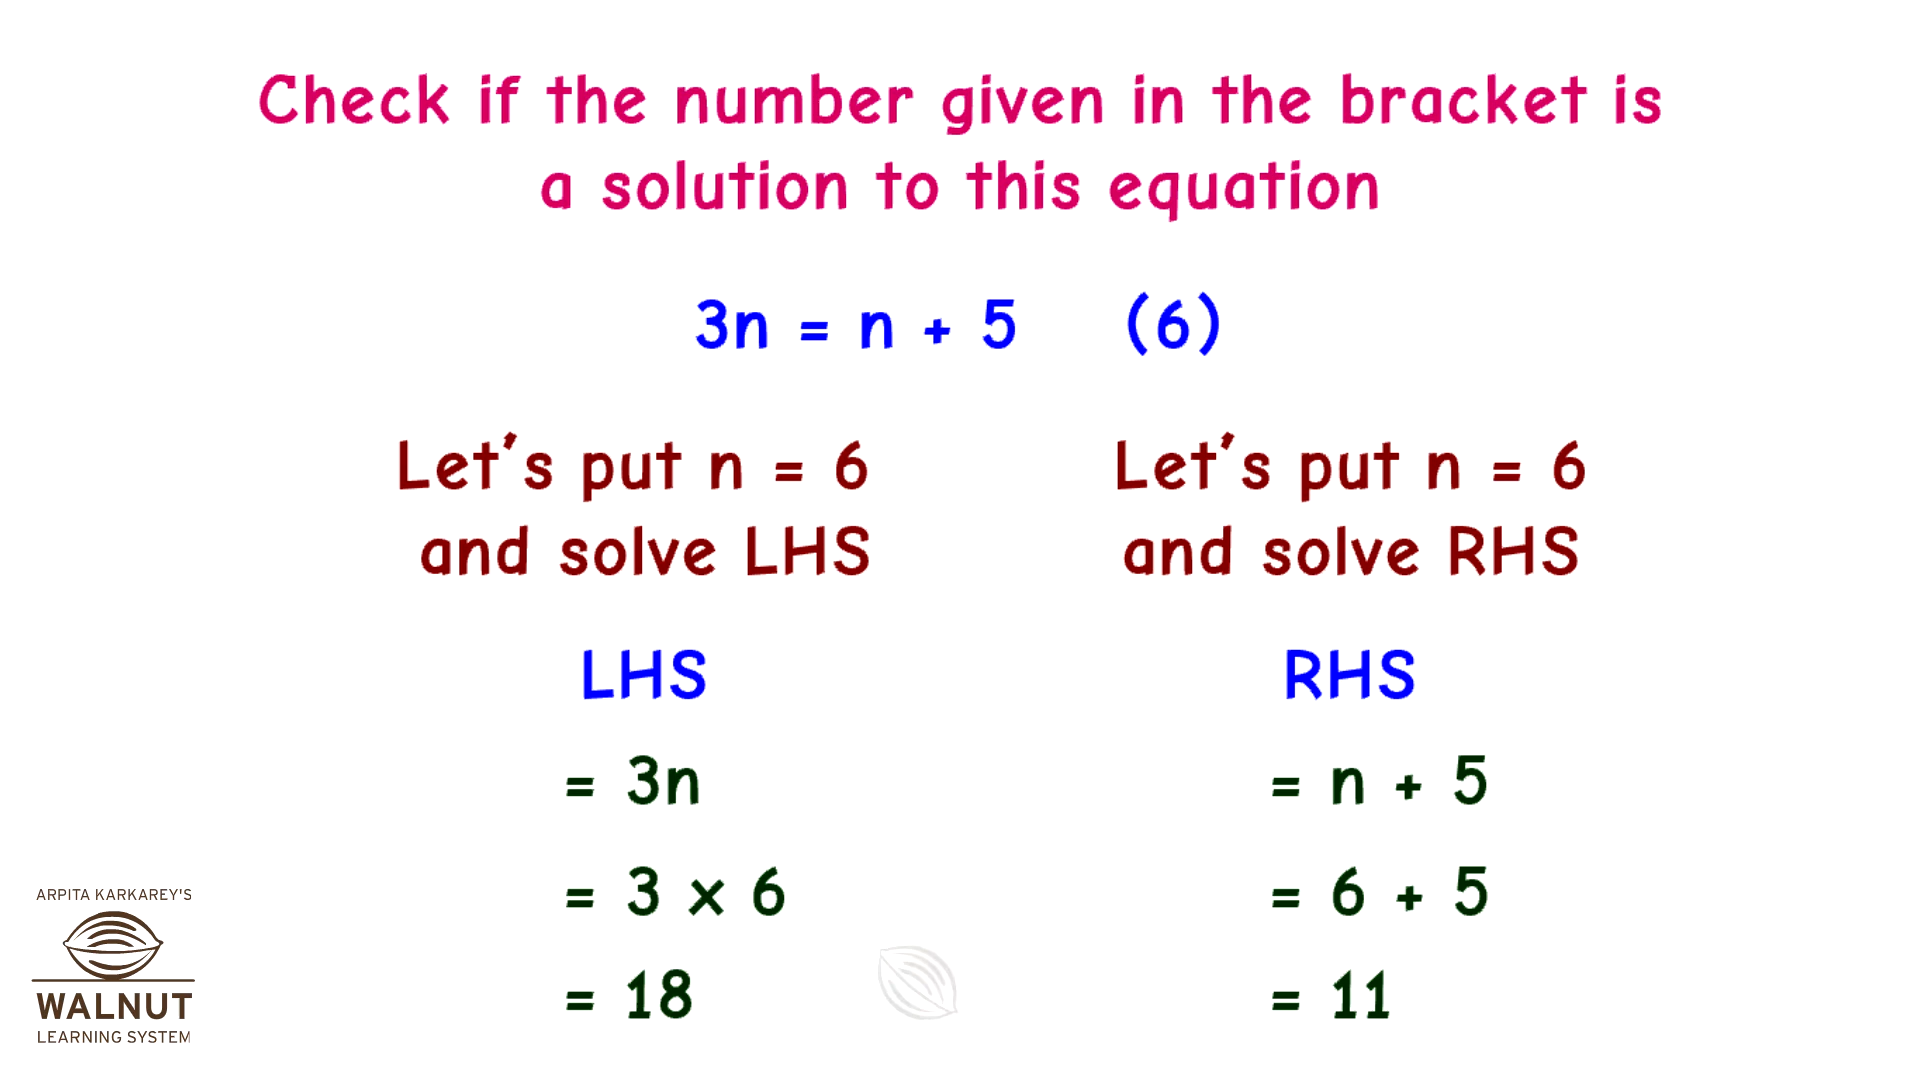 Check if the number given in the bracket is
a solution to this equation
3n = n + 5 (6)
Let's put n = 6
and solve LHS
LHS
= 3n
= 3 × 6
= 18
Let's put n = 6
and solve RHS
RHS
= n + 5
= 6 + 5
= 11
ARPITA KARKAREY'S
WALNUT
LEARNING SYSTEM